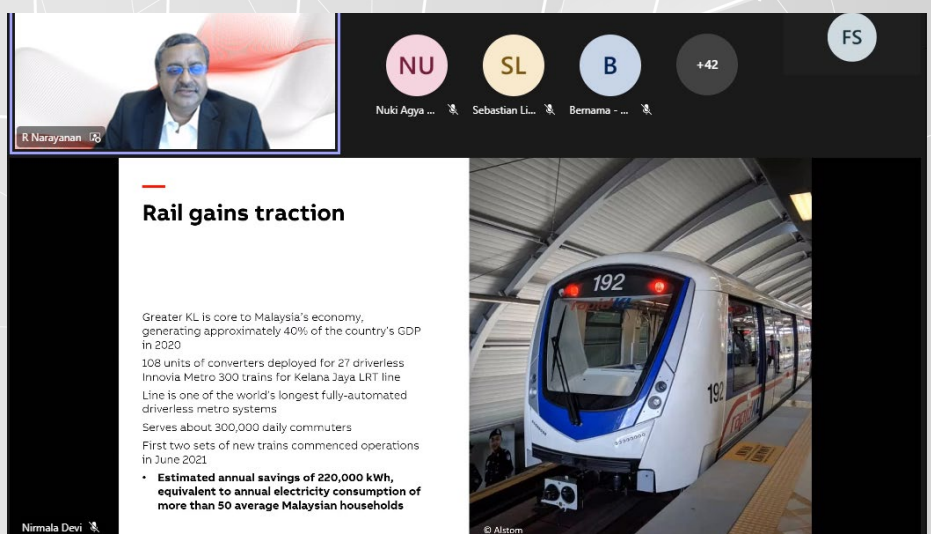 R Narayanan
NU
SL
B
+42
FS
Nuki Agya ...
Sebastian Li...
Bernama - ...
Rail gains traction
Greater KL is core to Malaysia's economy,
generating approximately 40% of the country's GDP
in 2020
108 units of converters deployed for 27 driverless
Innovia Metro 300 trains for Kelana Jaya LRT line
Line is one of the world's longest fully-automated
driverless metro systems
Serves about 300,000 daily commuters
First two sets of new trains commenced operations
in June 2021
• Estimated annual savings of 220,000 kWh,
equivalent to annual electricity consumption of
more than 50 average Malaysian households
192
rapidKL
192
rapidKL
© Alstom
Nirmala Devi